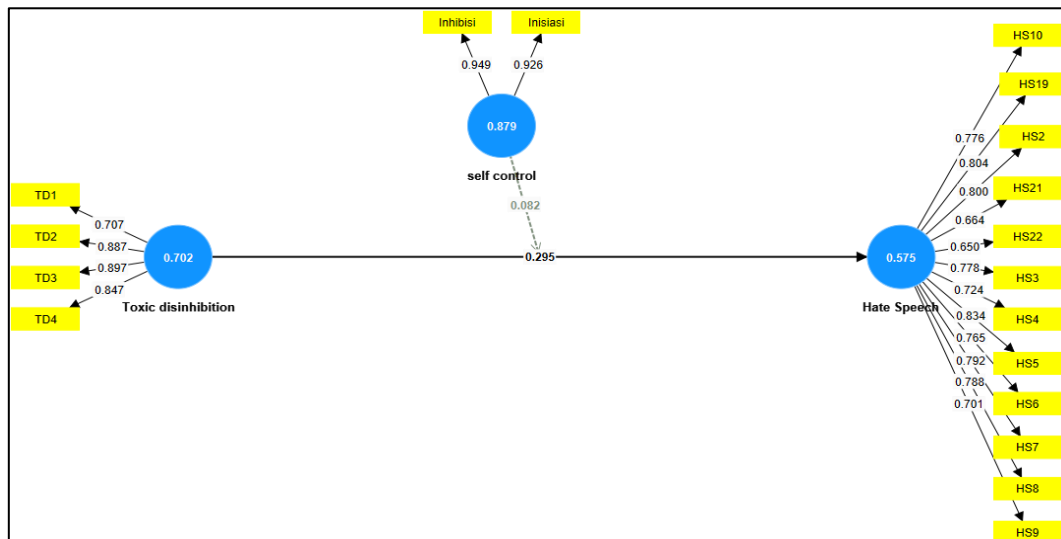 Inhibisi
Inisiasi
0.949
0.926
0.879
self control
0.082
TD1
TD2
TD3
TD4
0.707
0.887
0.897
0.847
0.702
Toxic disinhibition
0.295
0.575
Hate Speech
0.776
0.804
0.800
0.664
0.650
0.778
0.724
0.834
0.765
0.792
0.788
0.701
HS10
HS19
HS2
HS21
HS22
HS3
HS4
HS5
HS6
HS7
HS8
HS9